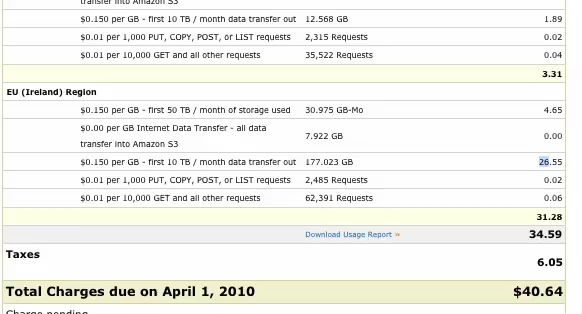 transfer into Amazon S3
$0.150 per GB - first 10 TB / month data transfer out 12.568 GB 1.89
$0.01 per 1,000 PUT, COPY, POST, or LIST requests 2,315 Requests 0.02
$0.01 per 10,000 GET and all other requests 35,522 Requests 0.04
3.31
EU (Ireland) Region
$0.150 per GB - first 50 TB / month of storage used 30.975 GB-Mo 4.65
$0.00 per GB Internet Data Transfer - all data
transfer into Amazon S3 7.922 GB 0.00
$0.150 per GB - first 10 TB / month data transfer out 177.023 GB 26.55
$0.01 per 1,000 PUT, COPY, POST, or LIST requests 2,485 Requests 0.02
$0.01 per 10,000 GET and all other requests 62,391 Requests 0.06
31.28
Download Usage Report » 34.59
Taxes
6.05
Total Charges due on April 1, 2010 $40.64
Charge pending